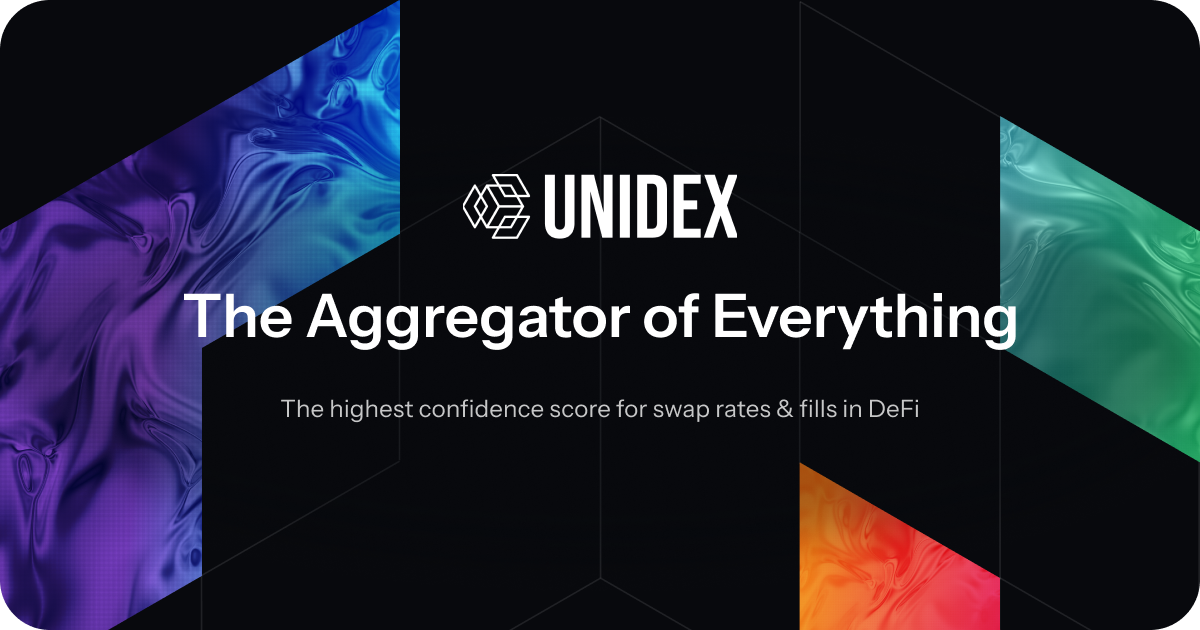 UNIDEX
The Aggregator of Everything
The highest confidence score for swap rates & fills in DeFi